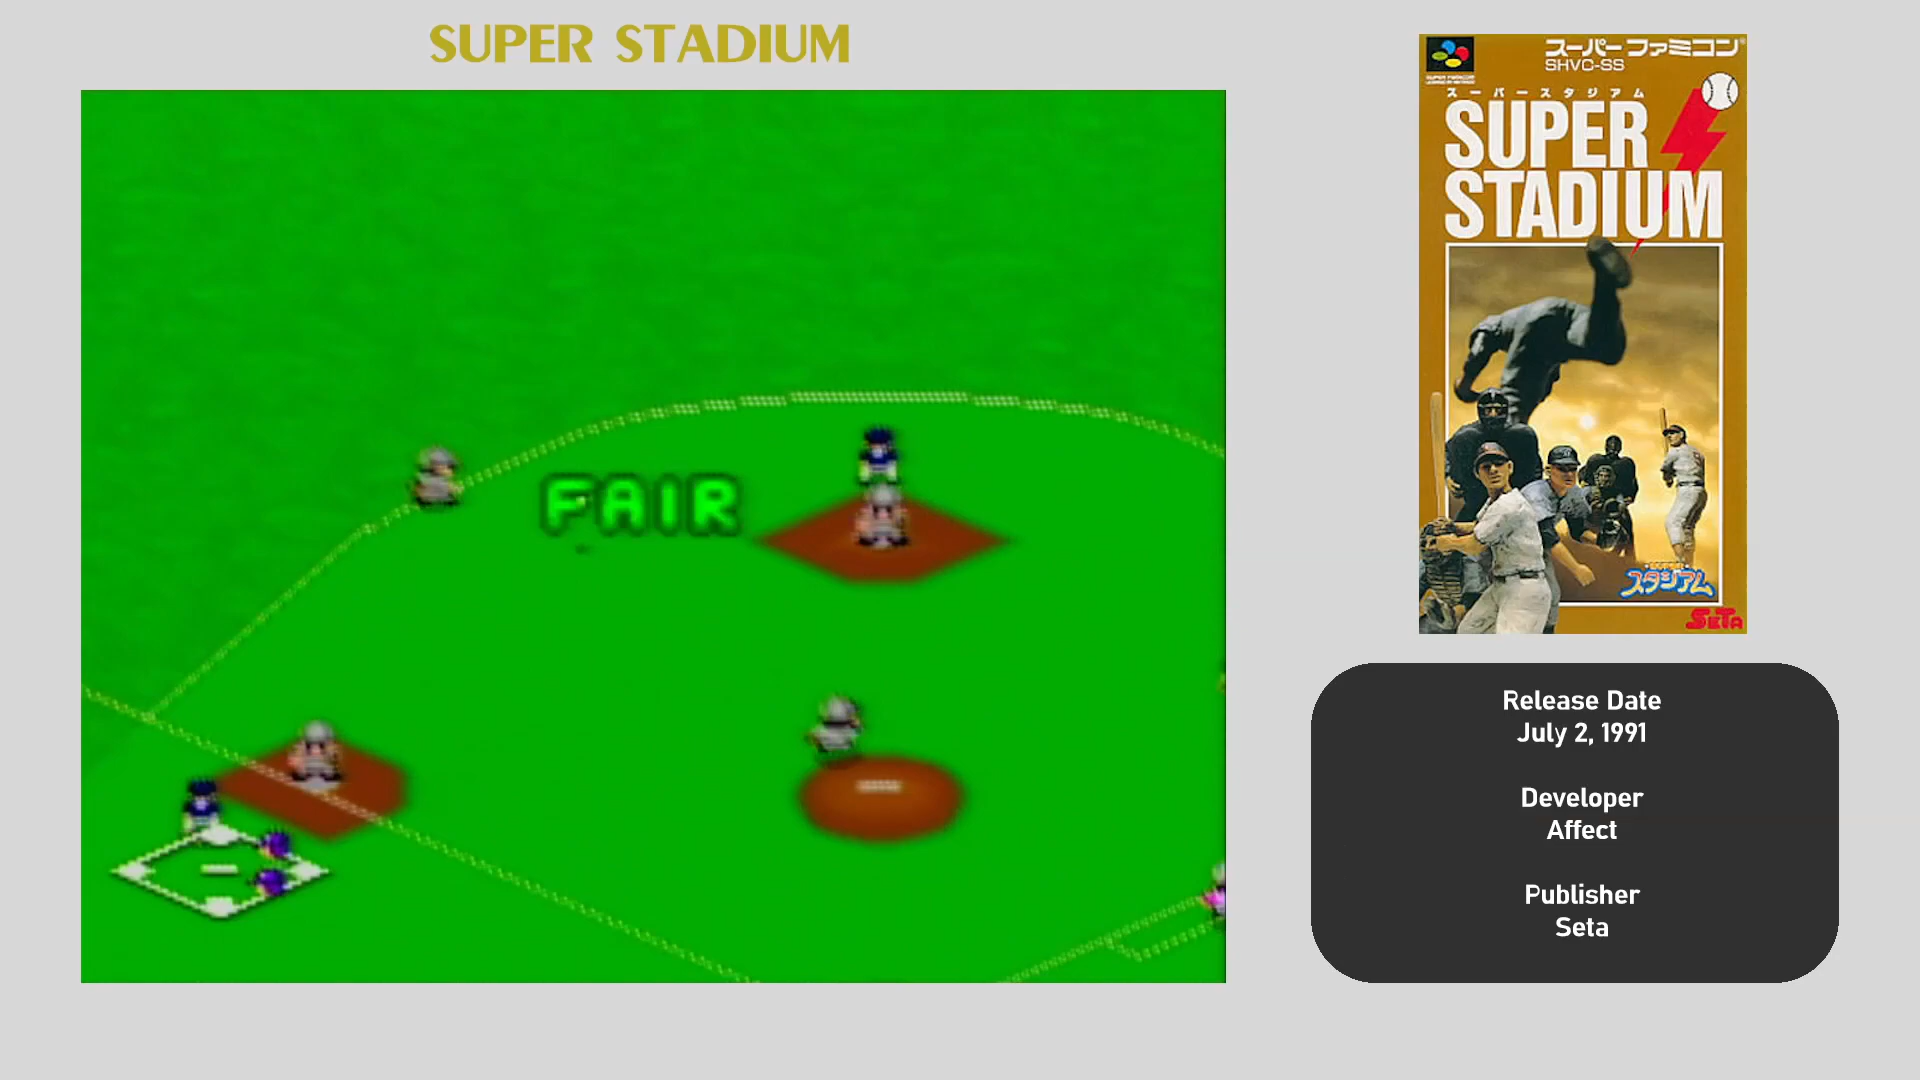 SUPER STADIUM
FAIR
スーパーファミコン
SHVC-SS
スーパースタジアム
SUPER
STADIUM
スタジアム
SETA
Release Date
July 2, 1991
Developer
Affect
Publisher
Seta